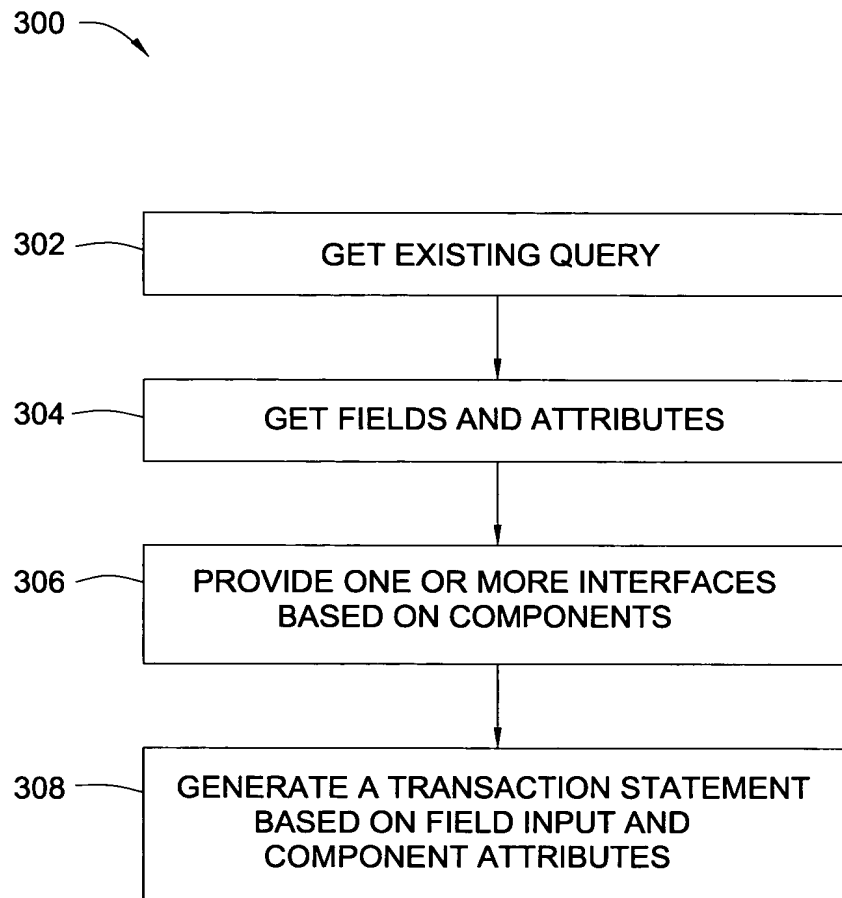 300
302
GET EXISTING QUERY
304
GET FIELDS AND ATTRIBUTES
306
PROVIDE ONE OR MORE INTERFACES
BASED ON COMPONENTS
308
GENERATE A TRANSACTION STATEMENT
BASED ON FIELD INPUT AND
COMPONENT ATTRIBUTES